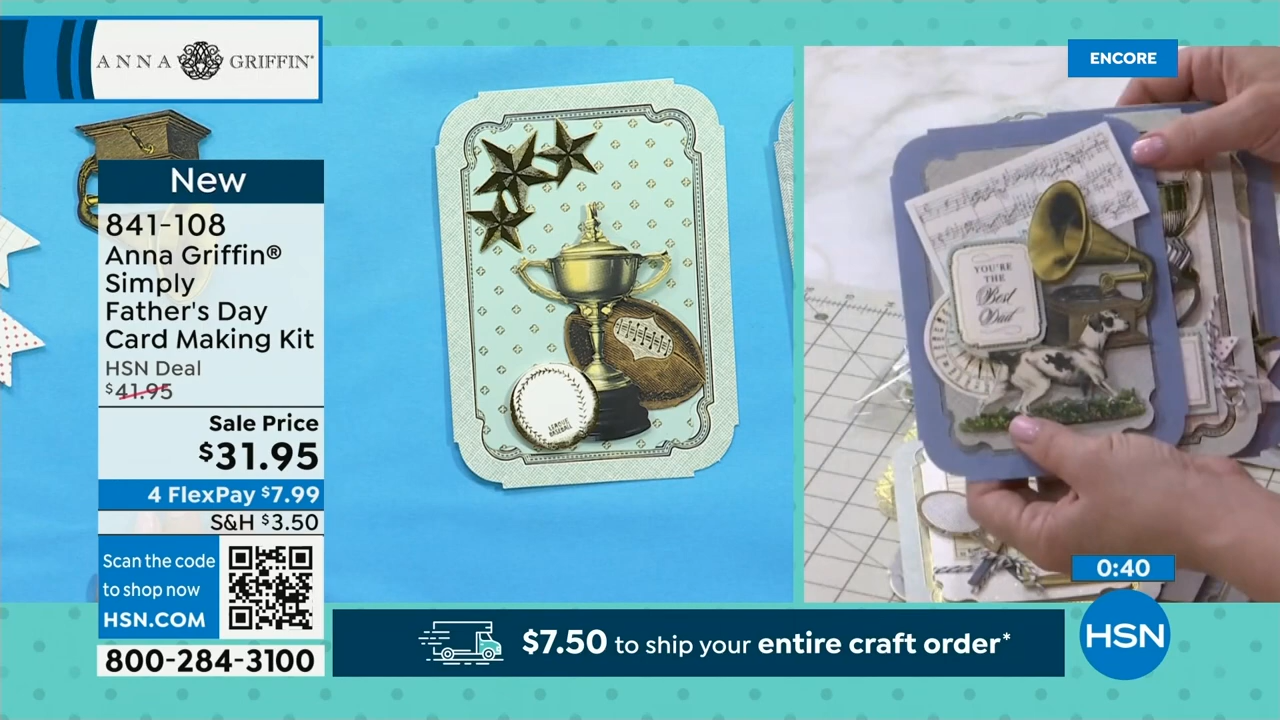 ANNA GRIFFIN®
ENCORE
New
841-108
Anna Griffin®
Simply
Father's Day
Card Making Kit
HSN Deal
$41.95
Sale Price
$31.95
4 FlexPay $7.99
S&H $3.50
Scan the code
to shop now
HSN.COM
800-284-3100
LEAGUE
BASEBALL
YOU'RE
THE
Best
Dad
0:40
HSN
$7.50 to ship your entire craft order*